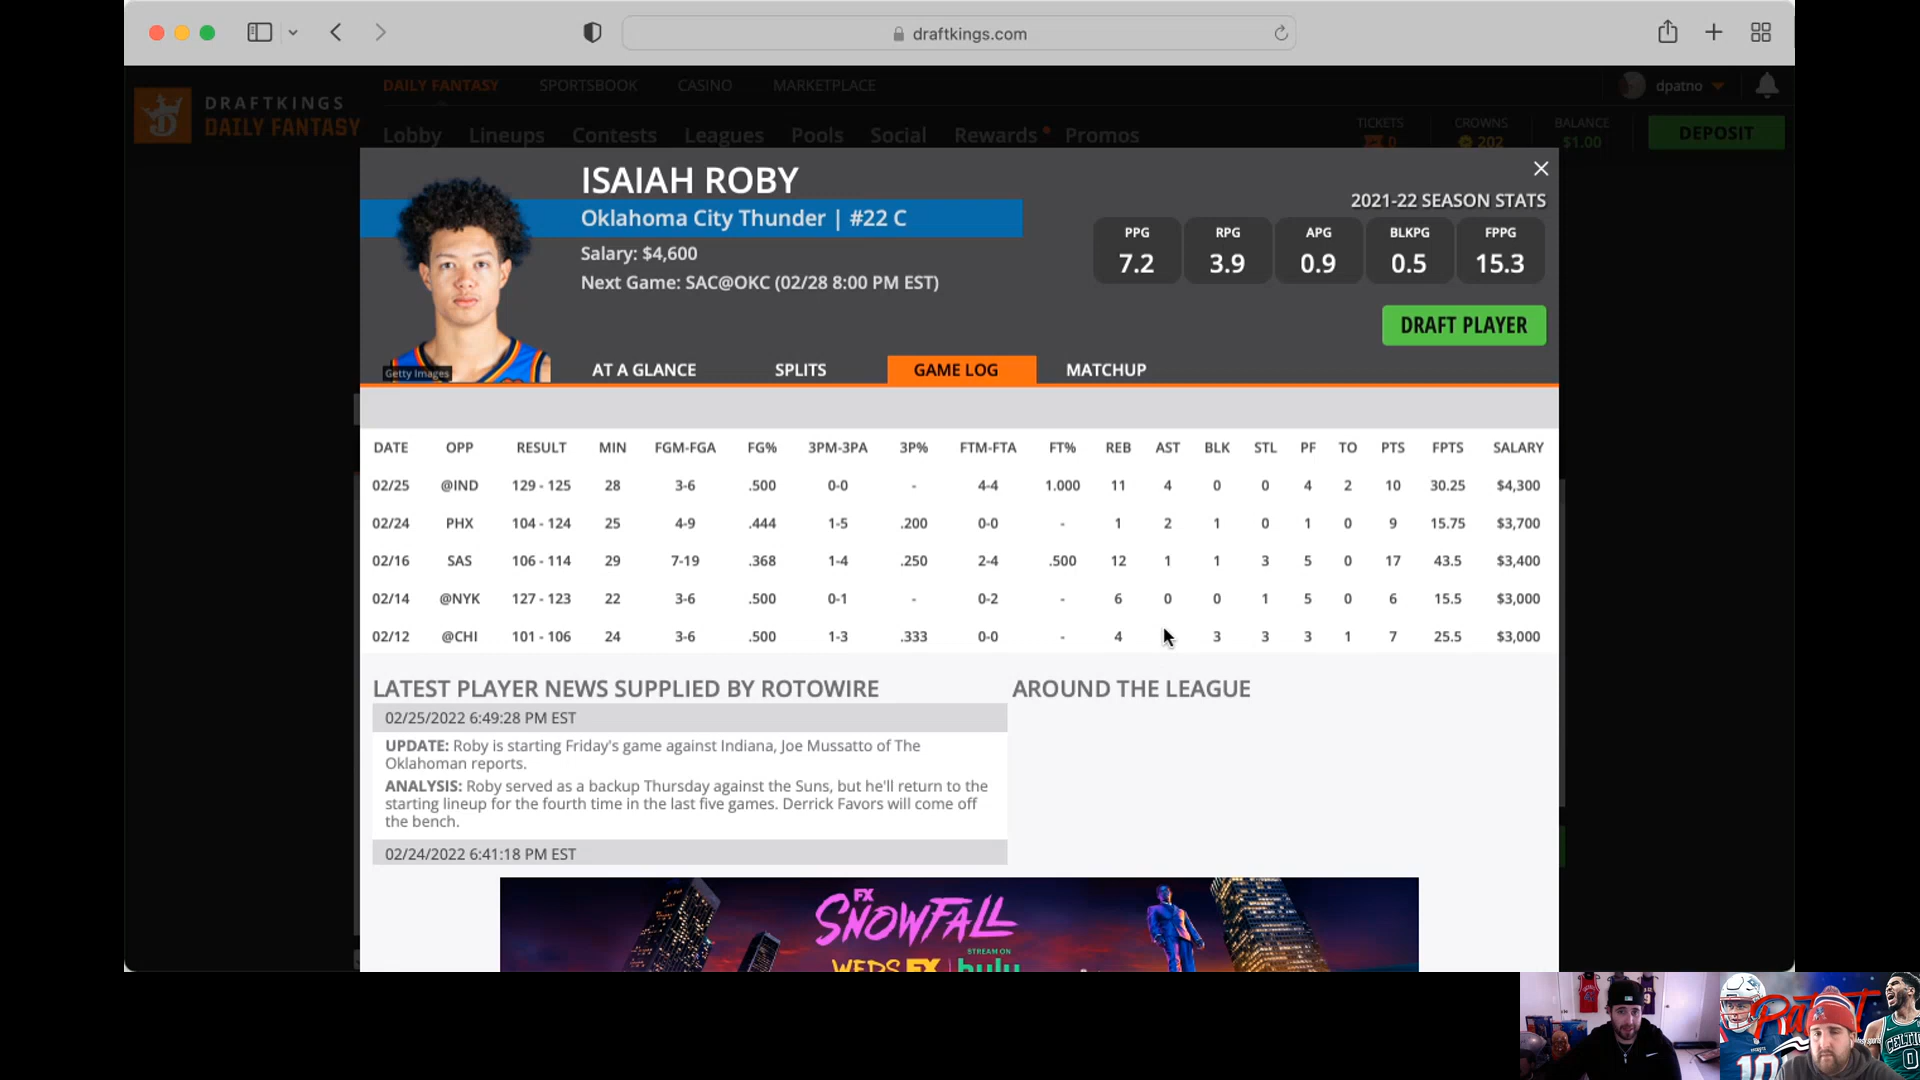 draftkings.com
DRAFTKINGS
DAILY FANTASY
DAILY FANTASY SPORTSBOOK CASINO MARKETPLACE
dpatno
Lobby Lineups Contests Leagues Pools Social Rewards Promos
TICKETS CROWNS BALANCE
0 202 $1.00
DEPOSIT
ISAIAH ROBY
Oklahoma City Thunder | #22 C
Salary: $4,600
Next Game: SAC@OKC (02/28 8:00 PM EST)
Getty Images
2021-22 SEASON STATS
PPG RPG APG BLKPG FPPG
7.2 3.9 0.9 0.5 15.3
DRAFT PLAYER
AT A GLANCE SPLITS GAME LOG MATCHUP
DATE OPP RESULT MIN FGM-FGA FG% 3PM-3PA 3P% FTM-FTA FT% REB AST BLK STL PF TO PTS FPTS SALARY
02/25 @IND 129 - 125 28 3-6 .500 0-0 - 4-4 1.000 11 4 0 0 4 2 10 30.25 $4,300
02/24 PHX 104 - 124 25 4-9 .444 1-5 .200 0-0 - 1 2 1 0 1 0 9 15.75 $3,700
02/16 SAS 106 - 114 29 7-19 .368 1-4 .250 2-4 .500 12 1 1 3 5 0 17 43.5 $3,400
02/14 @NYK 127 - 123 22 3-6 .500 0-1 - 0-2 - 6 0 0 1 5 0 6 15.5 $3,000
02/12 @CHI 101 - 106 24 3-6 .500 1-3 .333 0-0 - 4 3 3 3 1 7 25.5 $3,000
LATEST PLAYER NEWS SUPPLIED BY ROTOWIRE
02/25/2022 6:49:28 PM EST
UPDATE: Roby is starting Friday's game against Indiana, Joe Mussatto of The
Oklahoman reports.
ANALYSIS: Roby served as a backup Thursday against the Suns, but he'll return to the
starting lineup for the fourth time in the last five games. Derrick Favors will come off
the bench.
02/24/2022 6:41:18 PM EST
AROUND THE LEAGUE
FX
SNOWFALL
STREAM ON
WEDS FX hulu